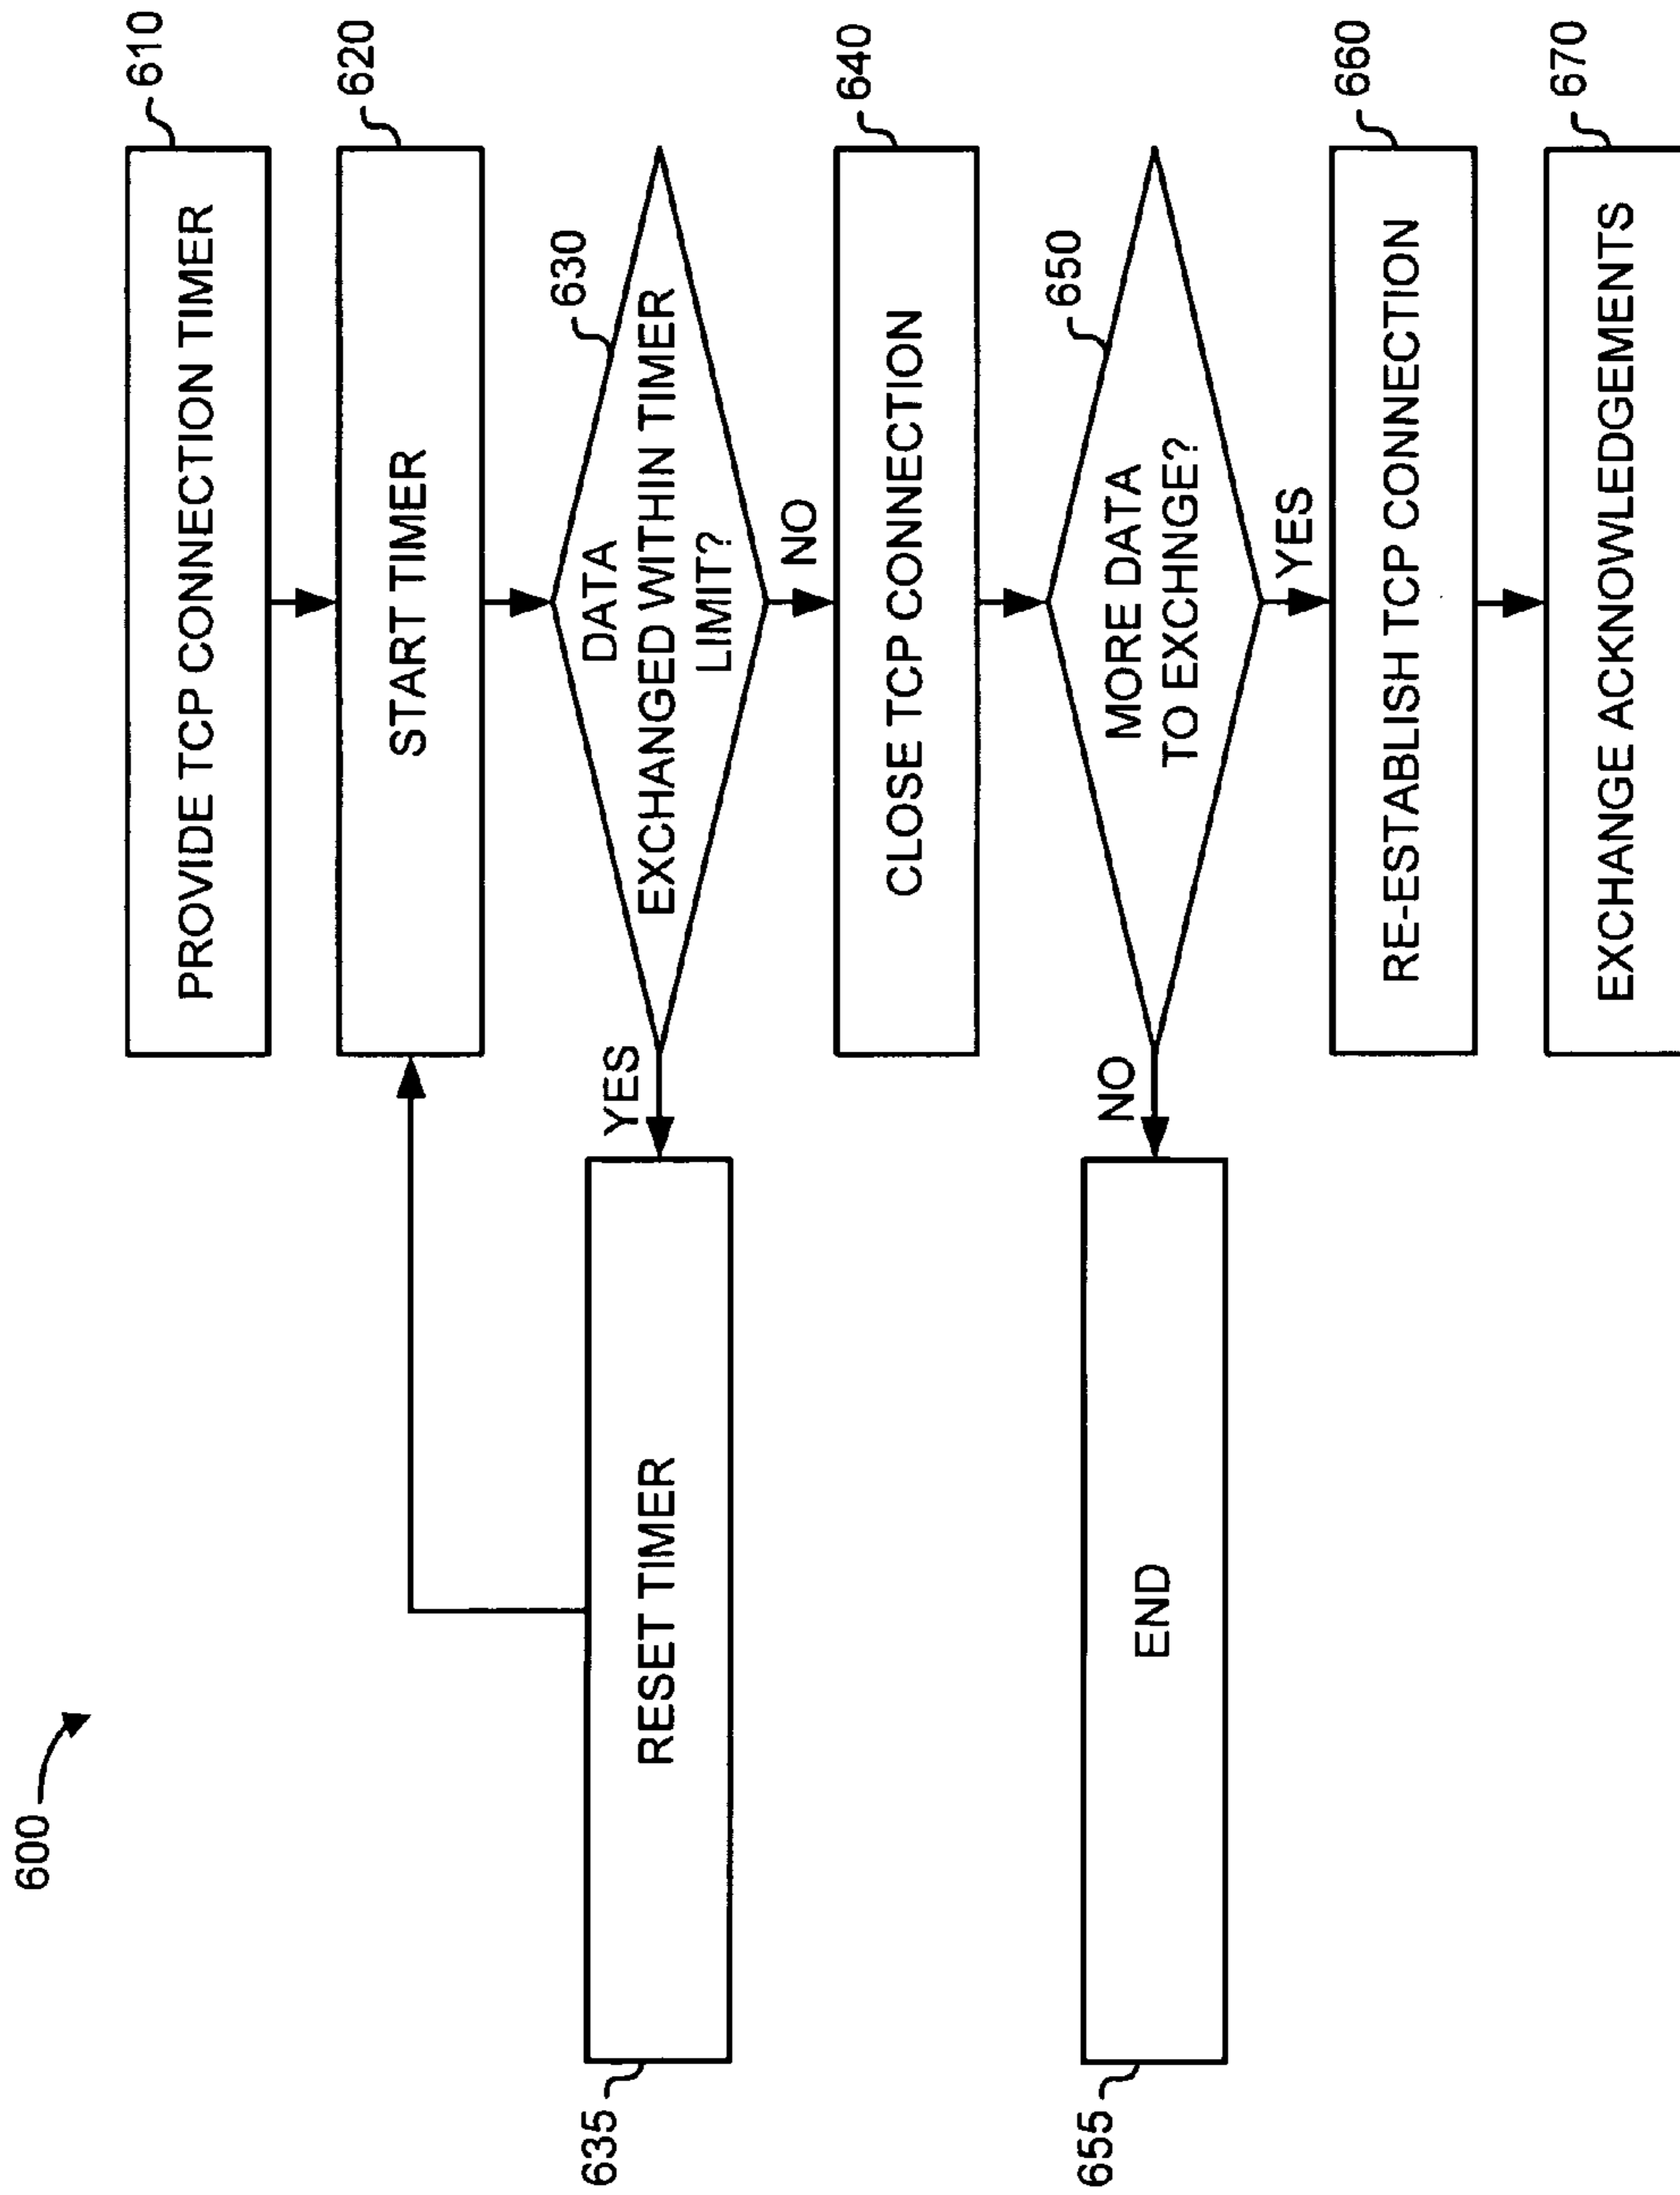 600
610
PROVIDE TCP CONNECTION TIMER
620
START TIMER
630
DATA
EXCHANGED WITHIN TIMER
LIMIT?
YES
NO
635
RESET TIMER
640
CLOSE TCP CONNECTION
650
MORE DATA
TO EXCHNGE?
NO
YES
655
END
660
RE-ESTABLISH TCP CONNECTION
670
EXCHANGE ACKNOWLEDGEMENTS